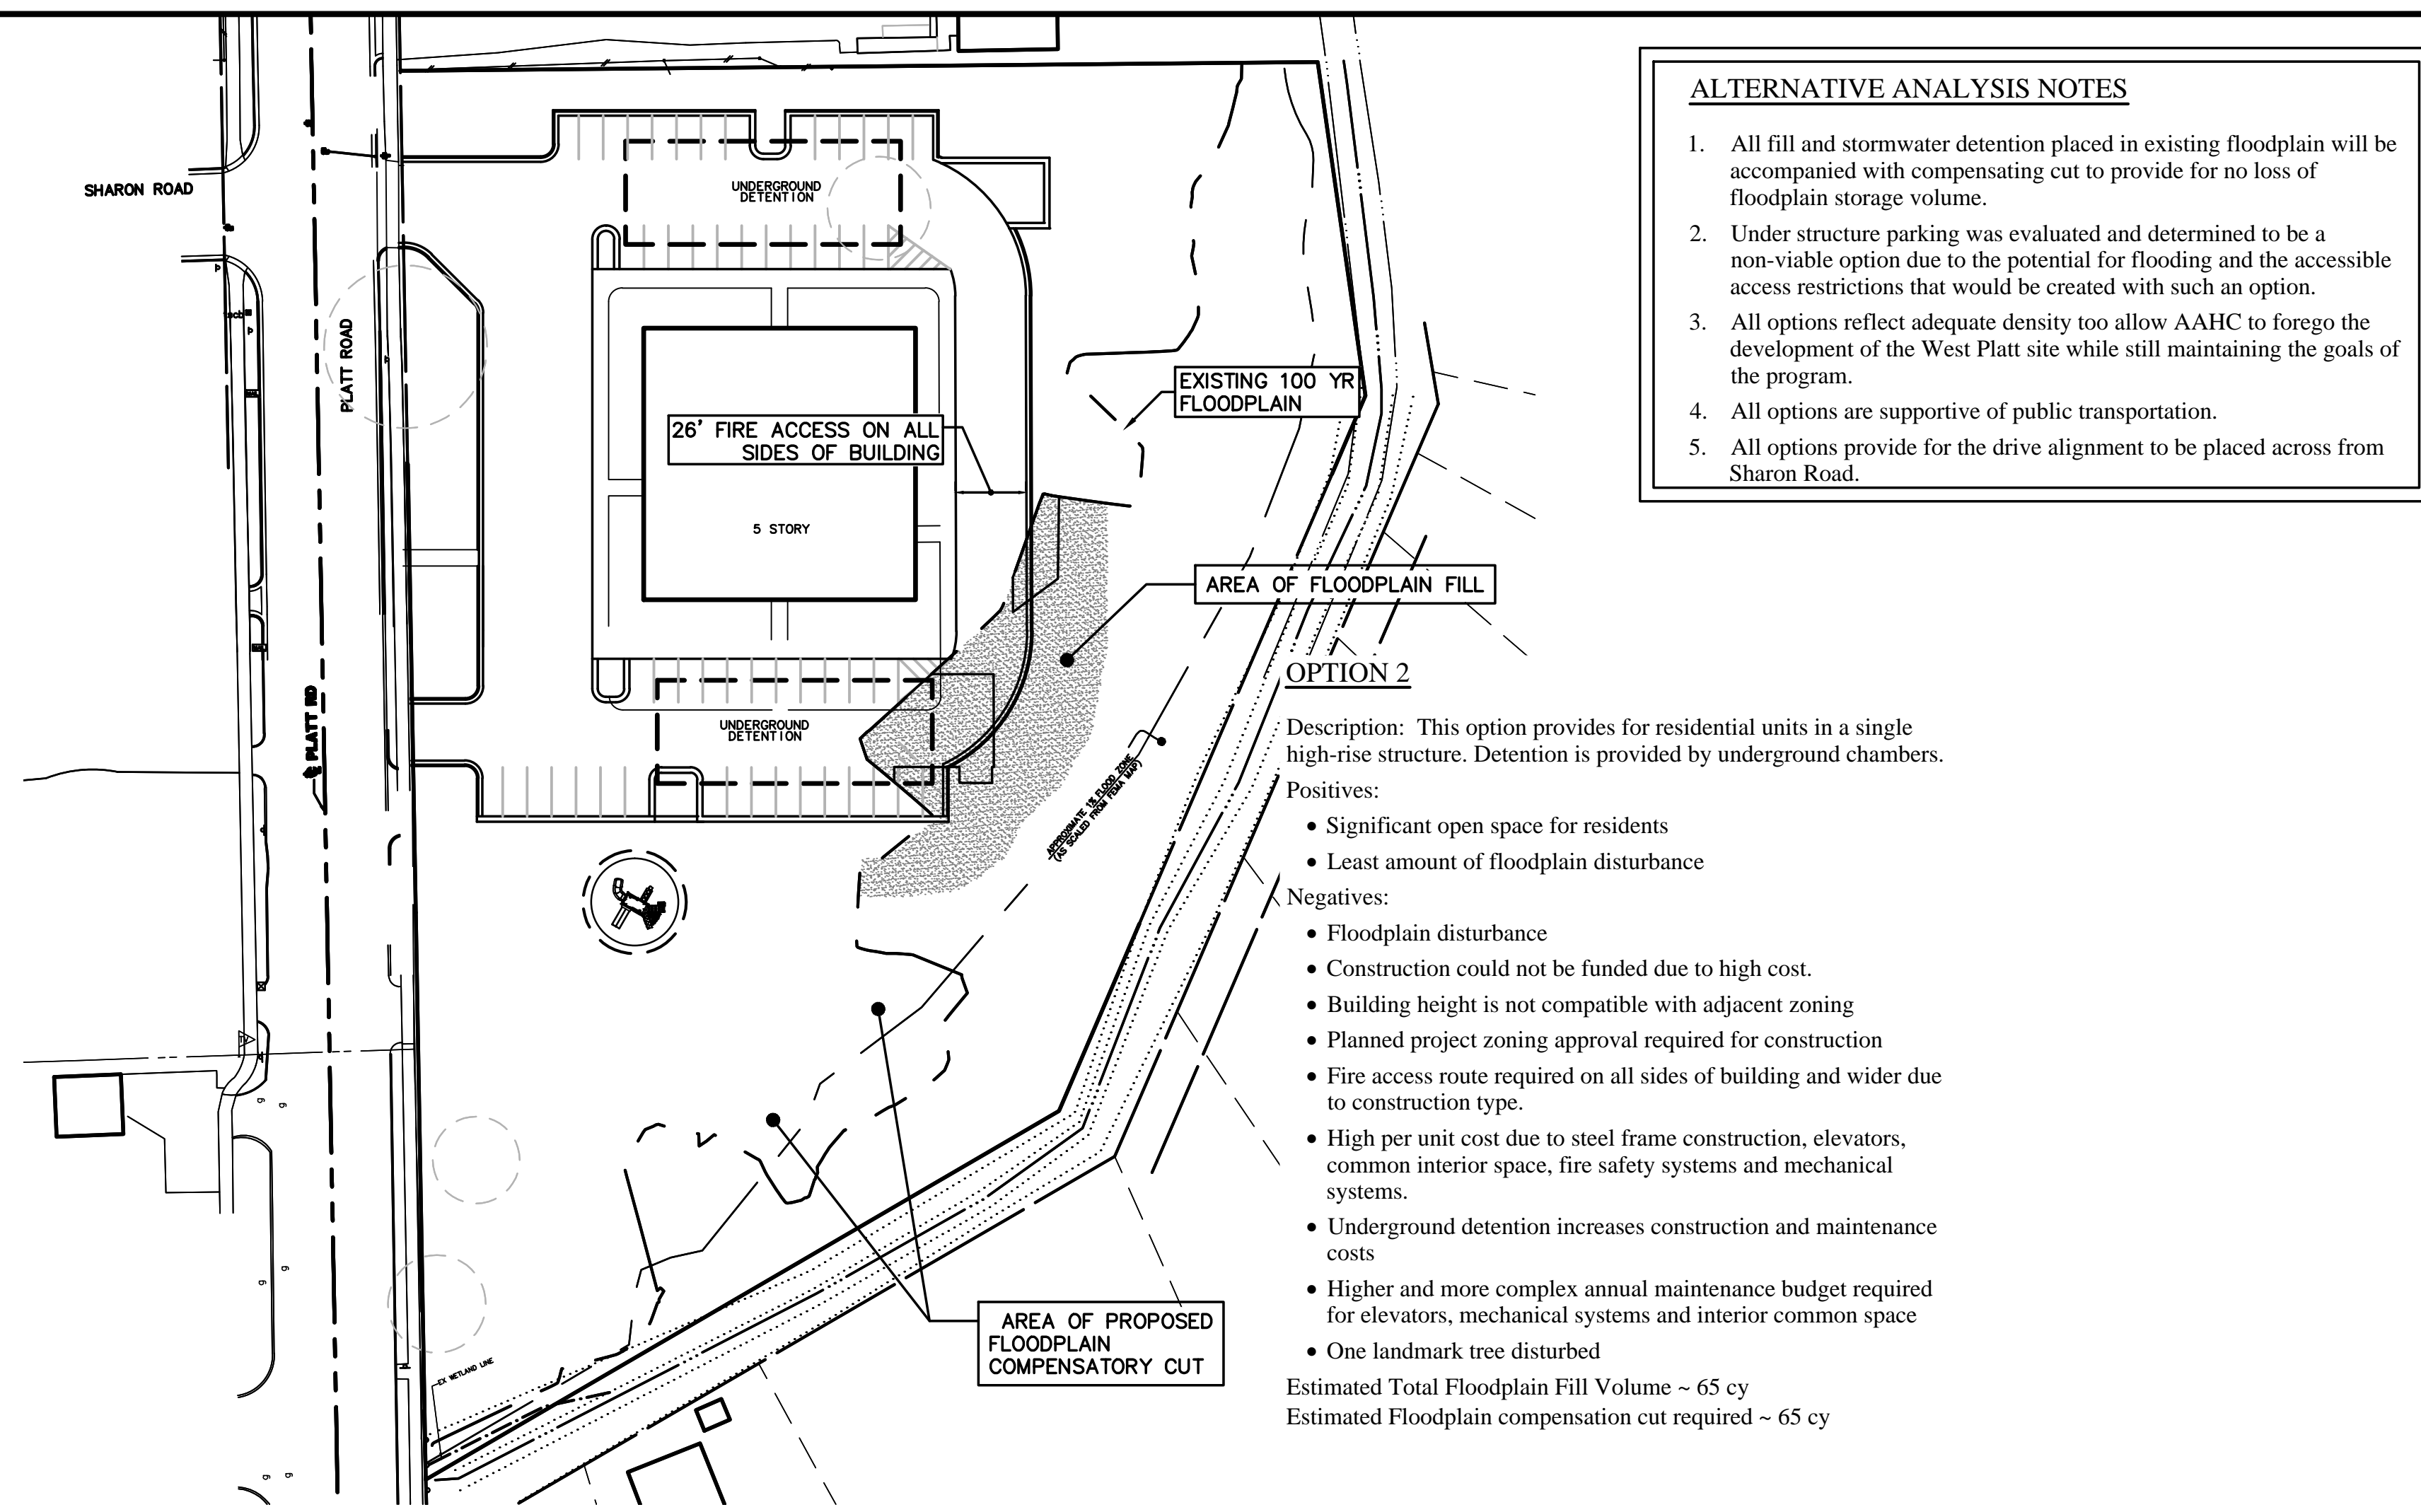 SHARON ROAD
PLATT ROAD
℄ PLATT RD
UNDERGROUND
DETENTION
26' FIRE ACCESS ON ALL
SIDES OF BUILDING
5 STORY
EXISTING 100 YR
FLOODPLAIN
AREA OF FLOODPLAIN FILL
UNDERGROUND
DETENTION
APPROXIMATE 1% FLOOD ZONE
(AS SCALED FROM FEMA MAP)
AREA OF PROPOSED
FLOODPLAIN
COMPENSATORY CUT
EX WETLAND LINE
TV
ALTERNATIVE ANALYSIS NOTES
1. All fill and stormwater detention placed in existing floodplain will be
accompanied with compensating cut to provide for no loss of
floodplain storage volume.
2. Under structure parking was evaluated and determined to be a
non-viable option due to the potential for flooding and the accessible
access restrictions that would be created with such an option.
3. All options reflect adequate density too allow AAHC to forego the
development of the West Platt site while still maintaining the goals of
the program.
4. All options are supportive of public transportation.
5. All options provide for the drive alignment to be placed across from
Sharon Road.
OPTION 2
Description: This option provides for residential units in a single
high-rise structure. Detention is provided by underground chambers.
Positives:
• Significant open space for residents
• Least amount of floodplain disturbance
Negatives:
• Floodplain disturbance
• Construction could not be funded due to high cost.
• Building height is not compatible with adjacent zoning
• Planned project zoning approval required for construction
• Fire access route required on all sides of building and wider due
to construction type.
• High per unit cost due to steel frame construction, elevators,
common interior space, fire safety systems and mechanical
systems.
• Underground detention increases construction and maintenance
costs
• Higher and more complex annual maintenance budget required
for elevators, mechanical systems and interior common space
• One landmark tree disturbed
Estimated Total Floodplain Fill Volume ~ 65 cy
Estimated Floodplain compensation cut required ~ 65 cy